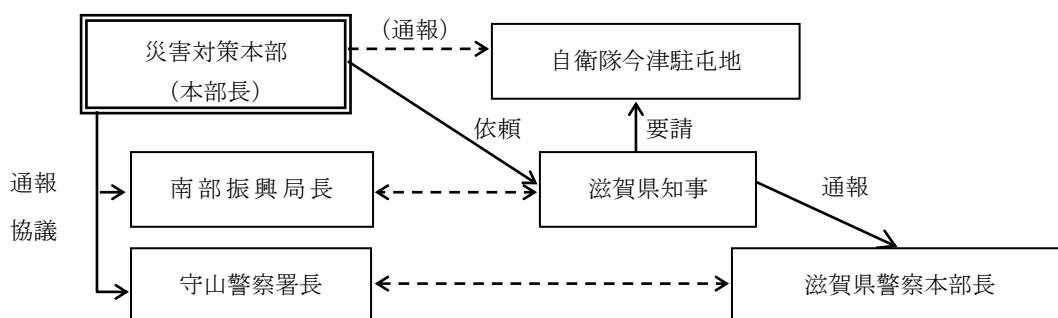 災害対策本部
（本部長）
（通報）
自衛隊今津駐屯地
依頼
要請
通報
協議
南部振興局長
滋賀県知事
通報
守山警察署長
滋賀県警察本部長